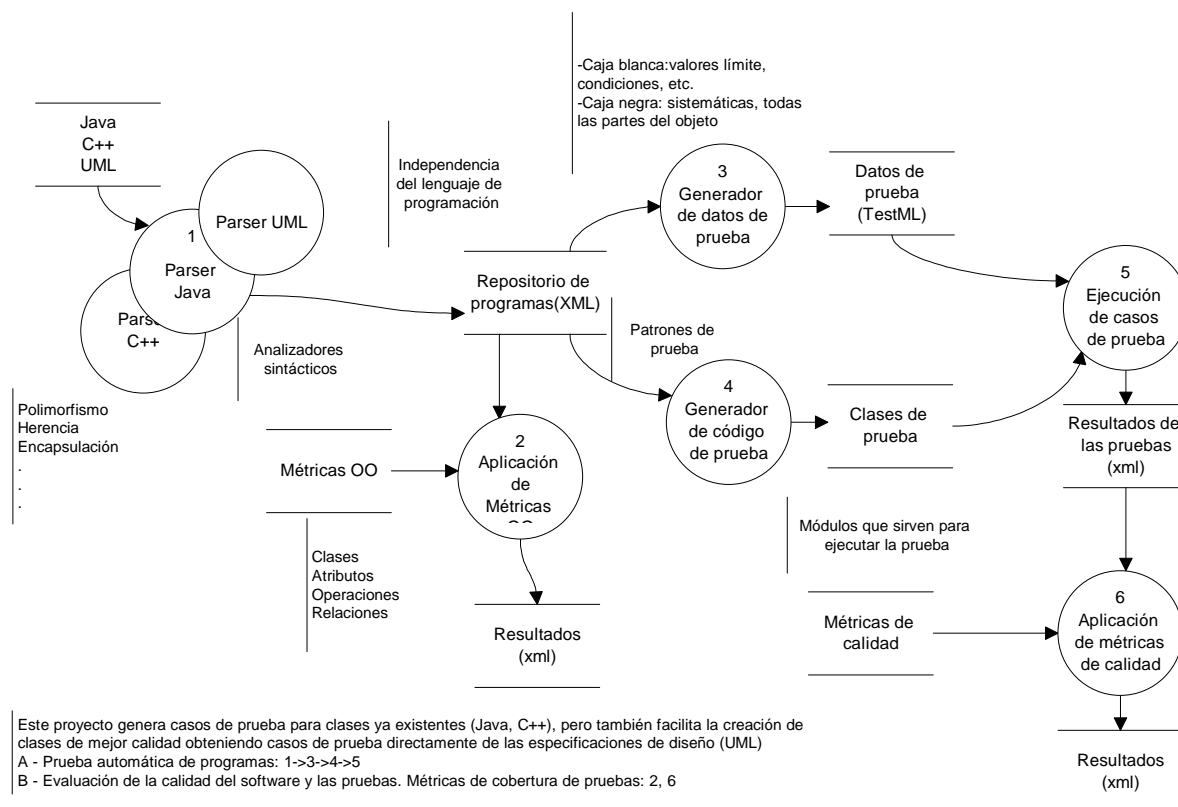 -Caja blanca:valores límite,
condiciones, etc.
-Caja negra: sistemáticas, todas
las partes del objeto
Java
C++
UML
Independencia
del lenguaje de
programación
3
Generador
de datos de
prueba
Datos de
prueba
(TestML)
Parser UML
1
Parser
Java
C++
Repositorio de
programas(XML)
5
Ejecución
de casos
de prueba
Analizadores
sintácticos
Patrones de
prueba
4
Generador
de código
de prueba
Clases de
prueba
Polimorfismo
Herencia
Encapsulación
.
.
.
Métricas OO
2
Aplicación
de
Métricas
Resultados de
las pruebas
(xml)
Módulos que sirven para
ejecutar la prueba
Clases
Atributos
Operaciones
Relaciones
Resultados
(xml)
Métricas de
calidad
6
Aplicación
de métricas
de calidad
Este proyecto genera casos de prueba para clases ya existentes (Java, C++), pero también facilita la creación de
clases de mejor calidad obteniendo casos de prueba directamente de las especificaciones de diseño (UML)
A - Prueba automática de programas: 1->3->4->5
B - Evaluación de la calidad del software y las pruebas. Métricas de cobertura de pruebas: 2, 6
Resultados
(xml)